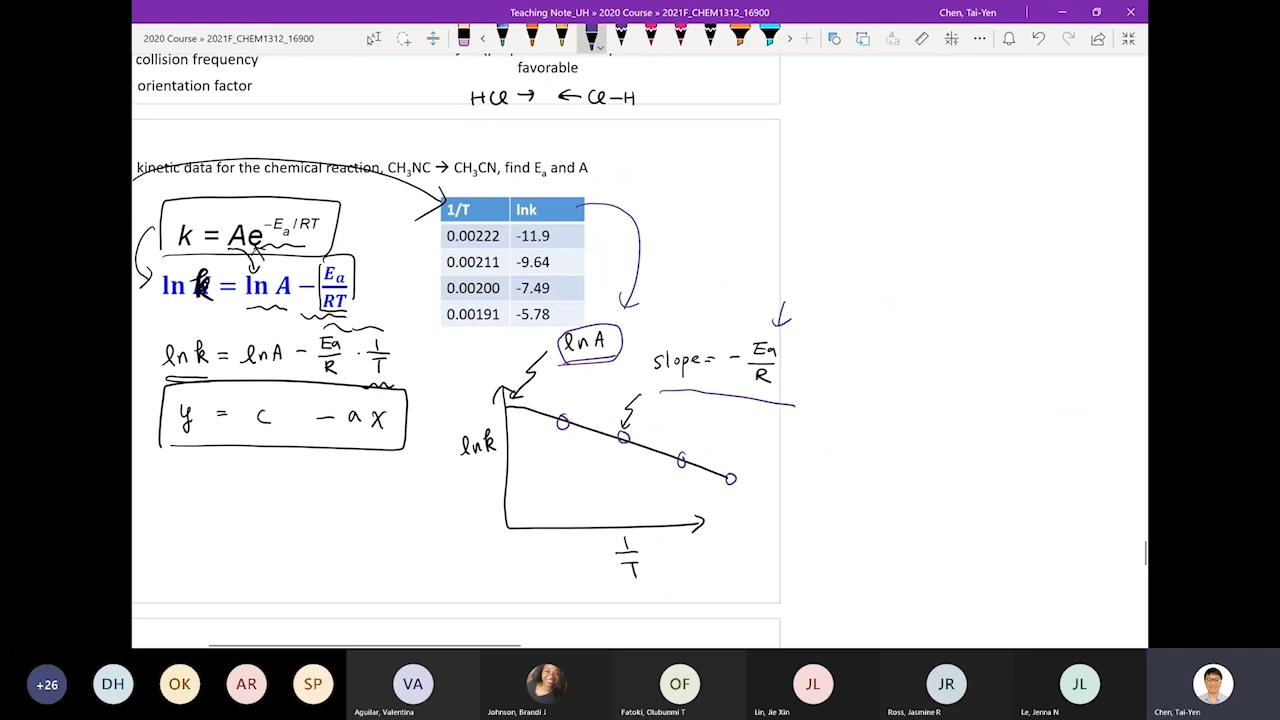 Teaching Note_UH » 2020 Course » 2021F_CHEM1312_16900
Chen, Tai-Yen
2020 Course » 2021F_CHEM1312_16900
collision frequency
favorable
orientation factor
HCl → ← Cl–H
kinetic data for the chemical reaction, CH₃NC → CH₃CN, find Eₐ and A
1/T lnk
0.00222 -11.9
0.00211 -9.64
0.00200 -7.49
0.00191 -5.78
k = Ae^(-Eₐ/RT)
ln k = ln A − Eₐ/RT
ln k = ln A − Ea/R · 1/T
y = c − a x
ln A
slope = − Ea/R
ln k
1/T
+26
DH
OK
AR
SP
VA
OF
JL
JR
JL
Aguilar, Valentina
Johnson, Brandi J
Fatoki, Olubunmi T
Lin, Jie Xin
Ross, Jasmine R
Le, Jenna N
Chen, Tai-Yen